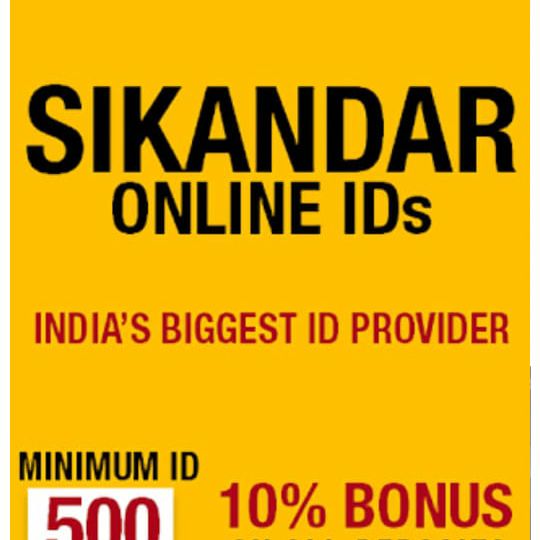 SIKANDAR
ONLINE IDs
INDIA'S BIGGEST ID PROVIDER
MINIMUM ID
500
10% BONUS